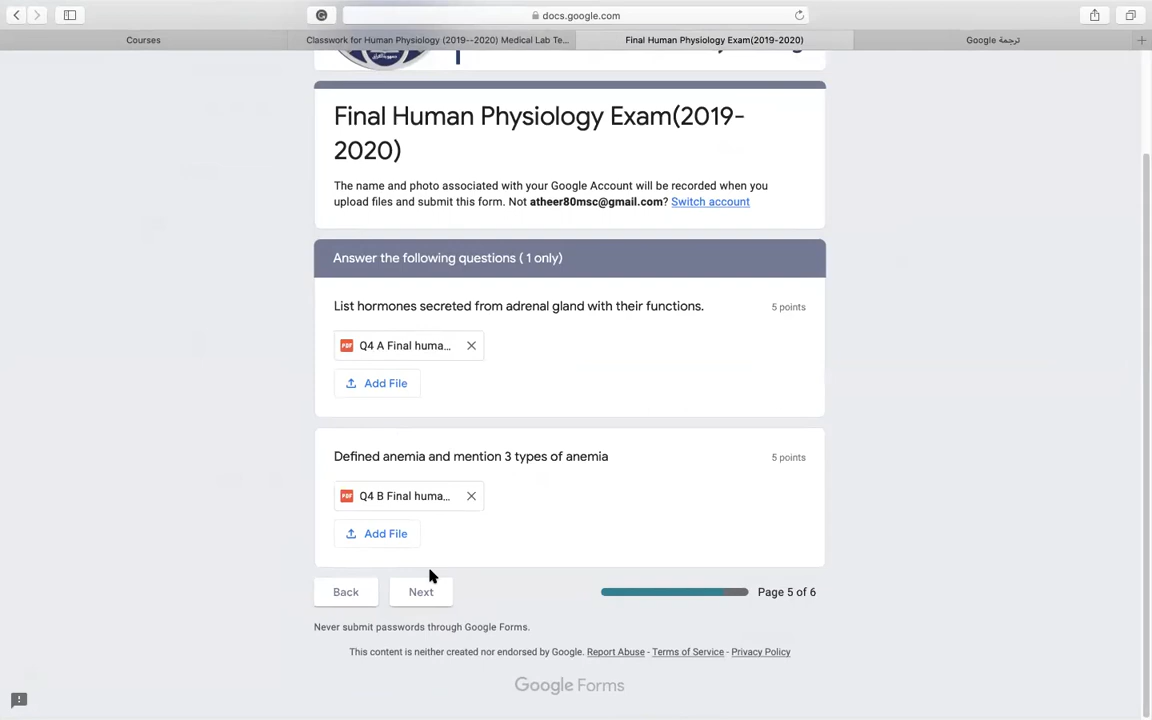 docs.google.com
Courses
Classwork for Human Physiology (2019--2020) Medical Lab Te...
Final Human Physiology Exam(2019-2020)
ترجمة Google
Final Human Physiology Exam(2019-
2020)
The name and photo associated with your Google Account will be recorded when you
upload files and submit this form. Not atheer80msc@gmail.com? Switch account
Answer the following questions ( 1 only)
List hormones secreted from adrenal gland with their functions.
5 points
PDF Q4 A Final huma...
Add File
Defined anemia and mention 3 types of anemia
5 points
PDF Q4 B Final huma...
Add File
Back
Next
Page 5 of 6
Never submit passwords through Google Forms.
This content is neither created nor endorsed by Google. Report Abuse - Terms of Service - Privacy Policy
Google Forms